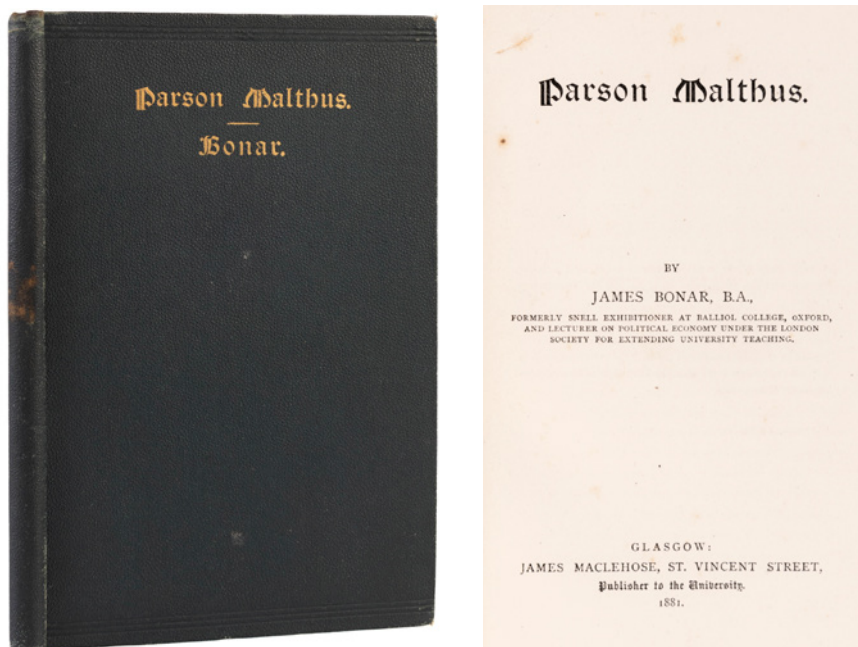 Parson Malthus.
Bonar.
Parson Malthus.
BY
JAMES BONAR, B.A.,
FORMERLY SNELL EXHIBITIONER AT BALLIOL COLLEGE, OXFORD,
AND LECTURER ON POLITICAL ECONOMY UNDER THE LONDON
SOCIETY FOR EXTENDING UNIVERSITY TEACHING.
GLASGOW:
JAMES MACLEHOSE, ST. VINCENT STREET,
Publisher to the University.
1881.